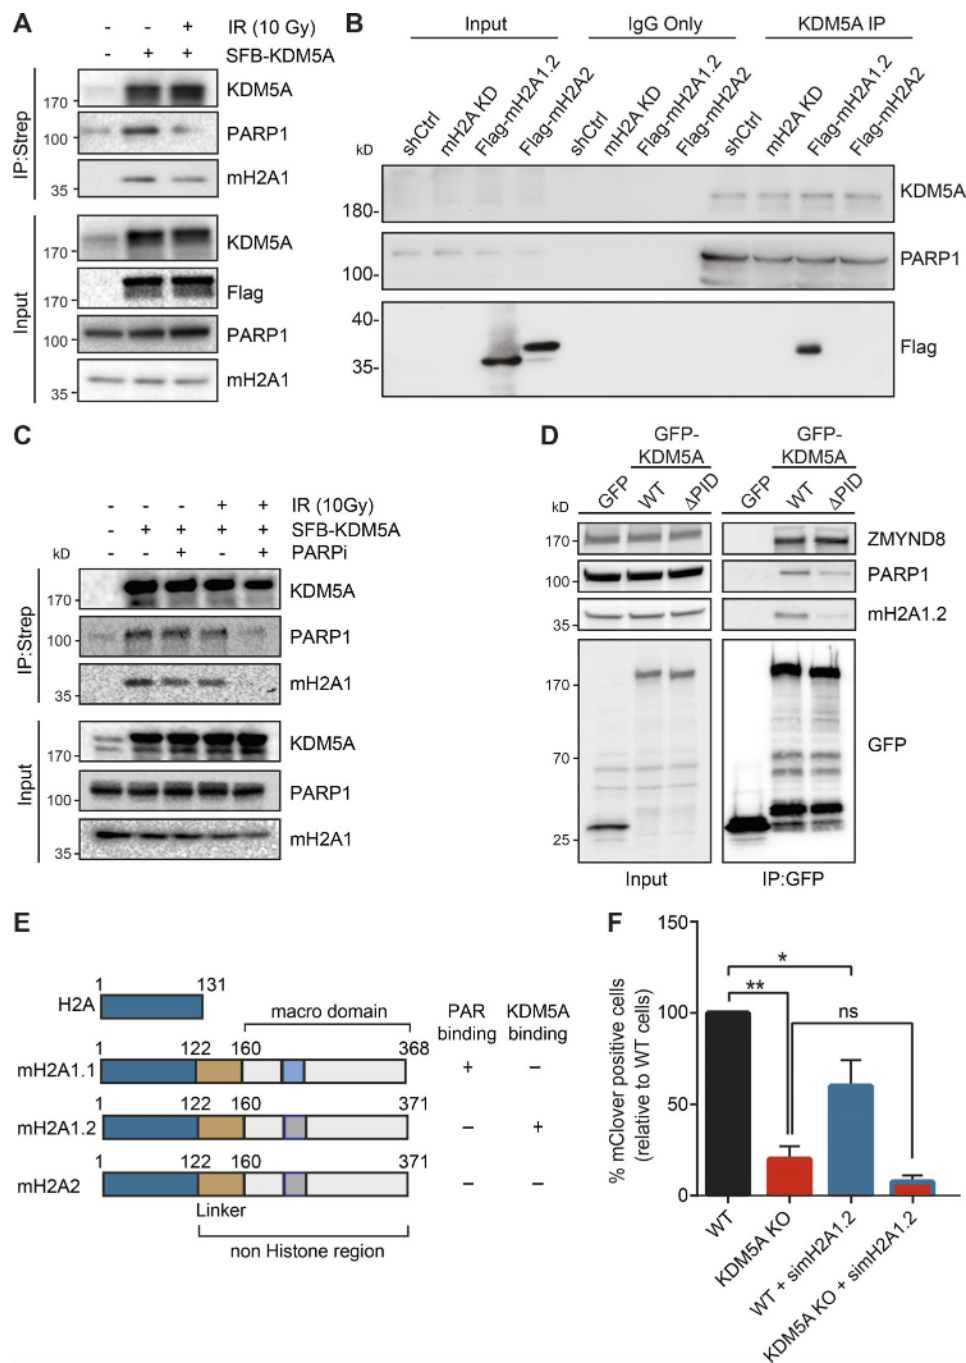 A
- - + IR (10 Gy)
- + + SFB-KDM5A
IP:Strep
170 KDM5A
100 PARP1
35 mH2A1
Input
170 KDM5A
170 Flag
100 PARP1
35 mH2A1
B
Input IgG Only KDM5A IP
kD
shCtrl mH2A KD Flag-mH2A1.2 Flag-mH2A2 shCtrl mH2A KD Flag-mH2A1.2 Flag-mH2A2 shCtrl mH2A KD Flag-mH2A1.2 Flag-mH2A2
180- KDM5A
100- PARP1
40-
35- Flag
C
- - - + + IR (10Gy)
- + + + + SFB-KDM5A
- - + - + PARPi
kD
IP:Strep
170 KDM5A
100 PARP1
35 mH2A1
Input
170 KDM5A
100 PARP1
35 mH2A1
D
GFP-KDM5A GFP-KDM5A
kD GFP WT ΔPID GFP WT ΔPID
170 ZMYND8
100 PARP1
35 mH2A1.2
170
70 GFP
25
Input IP:GFP
E
1 131
H2A
macro domain PAR binding KDM5A binding
1 122 160 368
mH2A1.1 + −
1 122 160 371
mH2A1.2 − +
1 122 160 371
mH2A2 − −
Linker
non Histone region
F
% mClover positive cells
(relative to WT cells)
150
100
50
0
*
**
ns
WT
KDM5A KO
WT + simH2A1.2
KDM5A KO + simH2A1.2